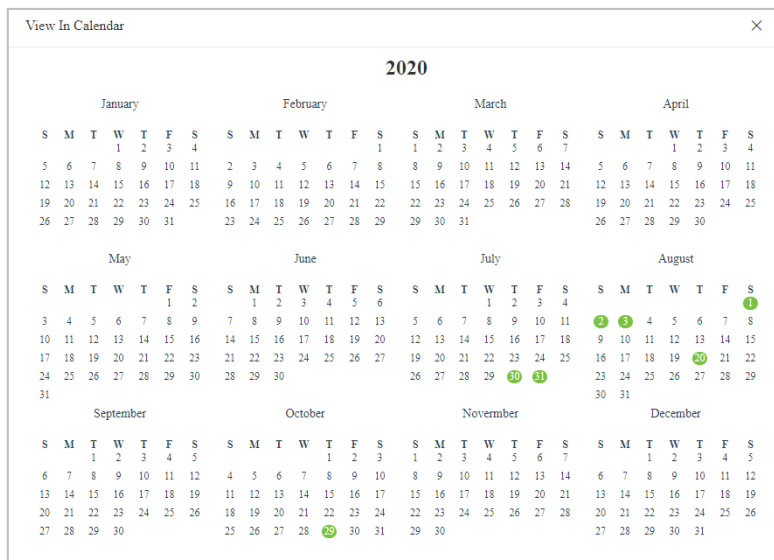 View In Calendar ×
2020
January February March April
S M T W T F S S M T W T F S S M T W T F S S M T W T F S
1 2 3 4 1 1 2 3 4 5 6 7 1 2 3 4
5 6 7 8 9 10 11 2 3 4 5 6 7 8 8 9 10 11 12 13 14 5 6 7 8 9 10 11
12 13 14 15 16 17 18 9 10 11 12 13 14 15 15 16 17 18 19 20 21 12 13 14 15 16 17 18
19 20 21 22 23 24 25 16 17 18 19 20 21 22 22 23 24 25 26 27 28 19 20 21 22 23 24 25
26 27 28 29 30 31 23 24 25 26 27 28 29 29 30 31 26 27 28 29 30
May June July August
S M T W T F S S M T W T F S S M T W T F S S M T W T F S
1 2 1 2 3 4 5 6 1 2 3 4 1
3 4 5 6 7 8 9 7 8 9 10 11 12 13 5 6 7 8 9 10 11 2 3 4 5 6 7 8
10 11 12 13 14 15 16 14 15 16 17 18 19 20 12 13 14 15 16 17 18 9 10 11 12 13 14 15
17 18 19 20 21 22 23 21 22 23 24 25 26 27 19 20 21 22 23 24 25 16 17 18 19 20 21 22
24 25 26 27 28 29 30 28 29 30 26 27 28 29 30 31 23 24 25 26 27 28 29
31 30 31
September October Novermber December
S M T W T F S S M T W T F S S M T W T F S S M T W T F S
1 2 3 4 5 1 2 3 1 2 3 4 5 6 7 1 2 3 4 5
6 7 8 9 10 11 12 4 5 6 7 8 9 10 8 9 10 11 12 13 14 6 7 8 9 10 11 12
13 14 15 16 17 18 19 11 12 13 14 15 16 17 15 16 17 18 19 20 21 13 14 15 16 17 18 19
20 21 22 23 24 25 26 18 19 20 21 22 23 24 22 23 24 25 26 27 28 20 21 22 23 24 25 26
27 28 29 30 25 26 27 28 29 30 31 29 30 27 28 29 30 31